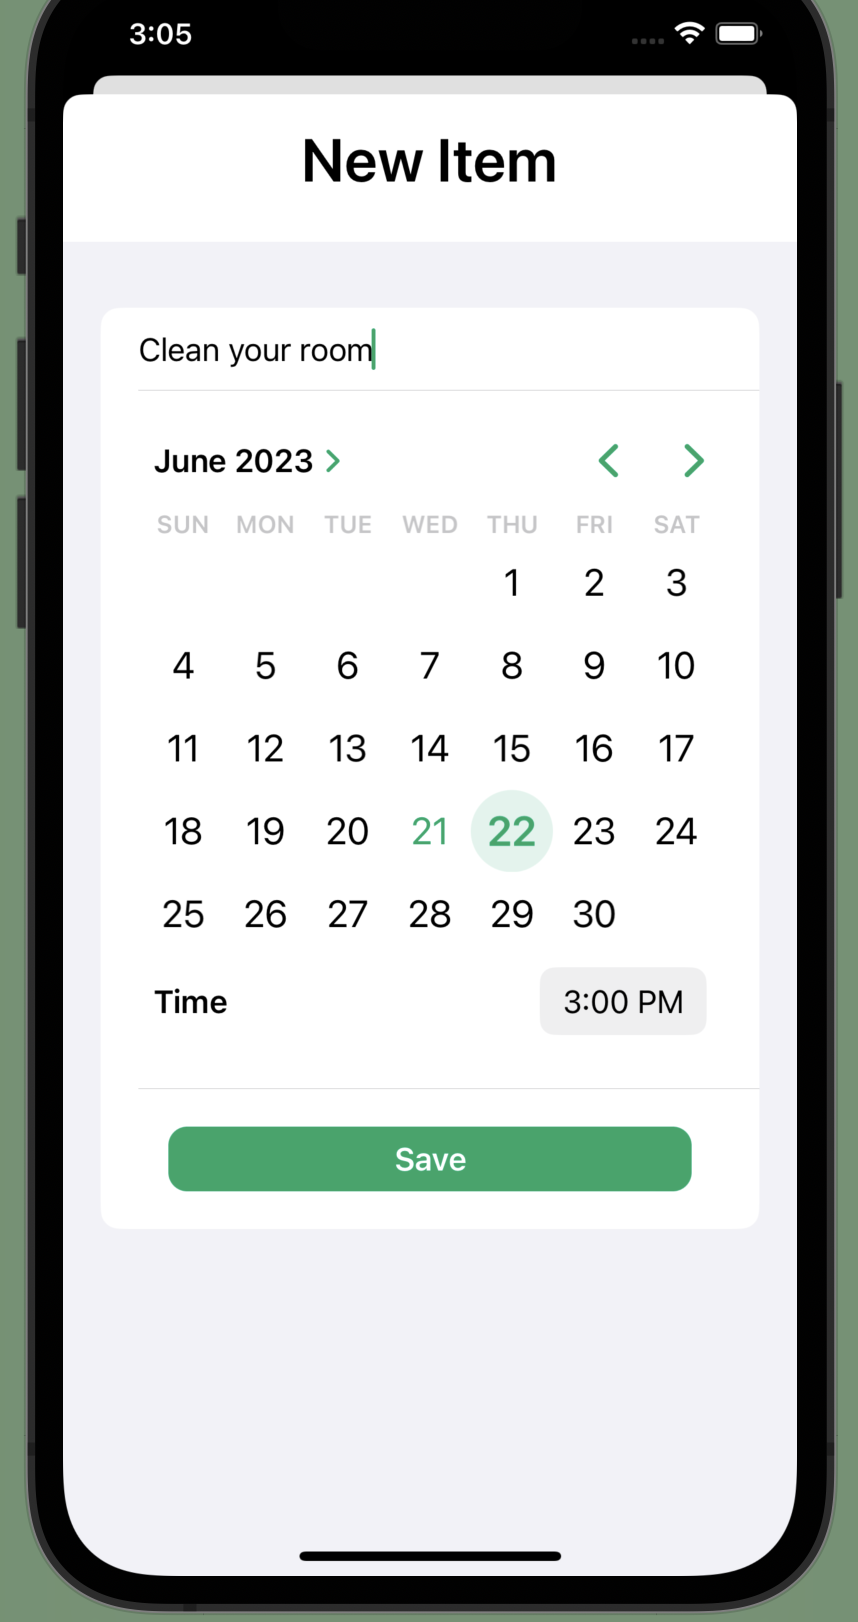 3:05
New Item
Clean your room
June 2023
SUN MON TUE WED THU FRI SAT
1 2 3
4 5 6 7 8 9 10
11 12 13 14 15 16 17
18 19 20 21 22 23 24
25 26 27 28 29 30
Time 3:00 PM
Save